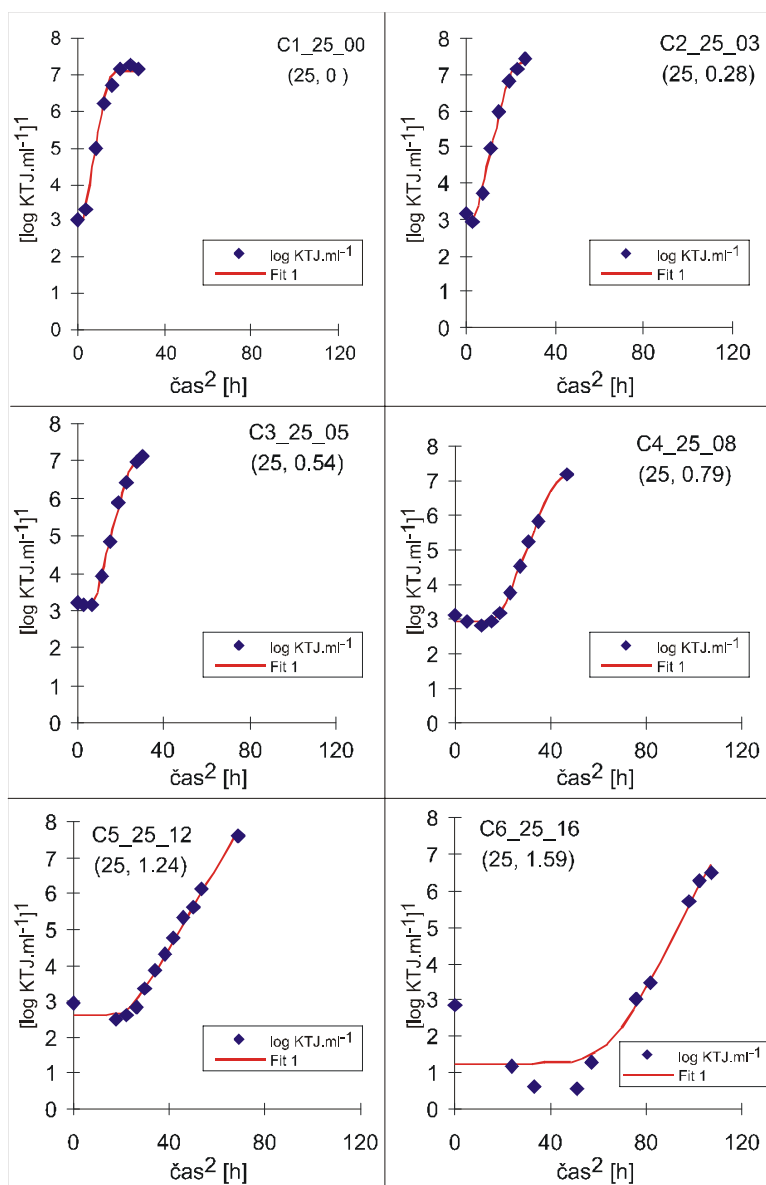 C1_25_00
(25, 0 )
[log KTJ.ml⁻¹]¹
8
7
6
5
4
3
2
1
0
log KTJ.ml⁻¹
Fit 1
0 40 80 120
čas² [h]
C2_25_03
(25, 0.28)
[log KTJ.ml⁻¹]¹
8
7
6
5
4
3
2
1
0
log KTJ.ml⁻¹
Fit 1
0 40 80 120
čas² [h]
C3_25_05
(25, 0.54)
[log KTJ.ml⁻¹]¹
8
7
6
5
4
3
2
1
0
log KTJ.ml⁻¹
Fit 1
0 40 80 120
čas² [h]
C4_25_08
(25, 0.79)
[log KTJ.ml⁻¹]¹
8
7
6
5
4
3
2
1
0
log KTJ.ml⁻¹
Fit 1
0 40 80 120
čas² [h]
C5_25_12
(25, 1.24)
[log KTJ.ml⁻¹]¹
8
7
6
5
4
3
2
1
0
log KTJ.ml⁻¹
Fit 1
0 40 80 120
čas² [h]
C6_25_16
(25, 1.59)
[log KTJ.ml⁻¹]¹
8
7
6
5
4
3
2
1
0
log KTJ.ml⁻¹
Fit 1
0 40 80 120
čas² [h]